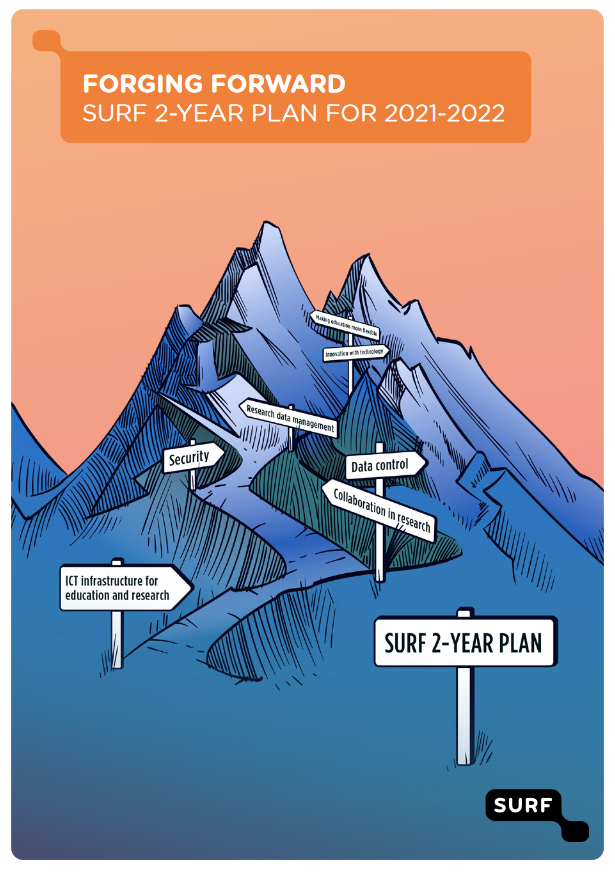 FORGING FORWARD
SURF 2-YEAR PLAN FOR 2021-2022
Making education more flexible
Innovation with technology
Research data management
Security
Data control
Collaboration in research
ICT infrastructure for
education and research
SURF 2-YEAR PLAN
SURF